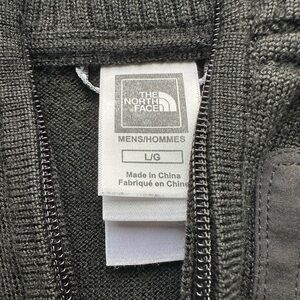 THE
NORTH
FACE
MENS/HOMMES
L/G
Made in China
Fabriqué en Chine